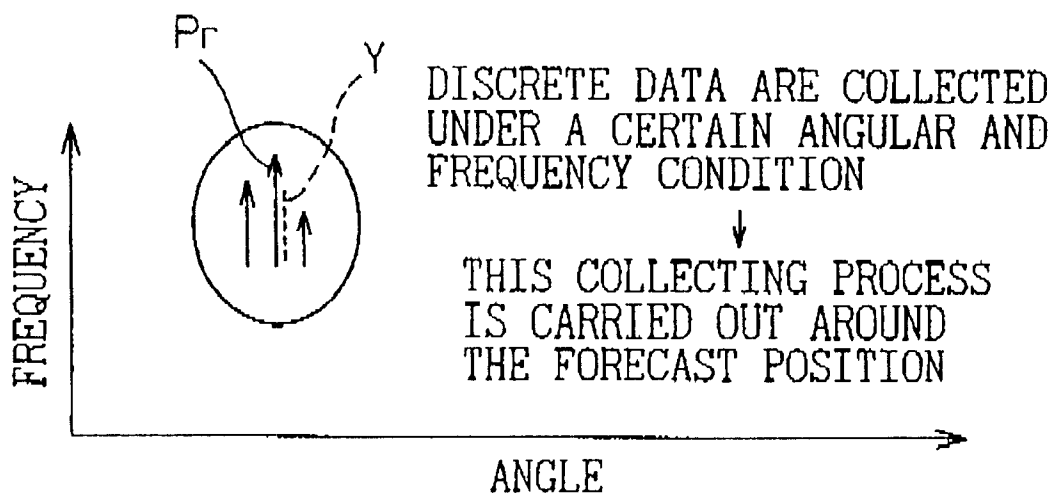 Pr
Y
DISCRETE DATA ARE COLLECTED
UNDER A CERTAIN ANGULAR AND
FREQUENCY CONDITION
THIS COLLECTING PROCESS
IS CARRIED OUT AROUND
THE FORECAST POSITION
FREQUENCY
ANGLE